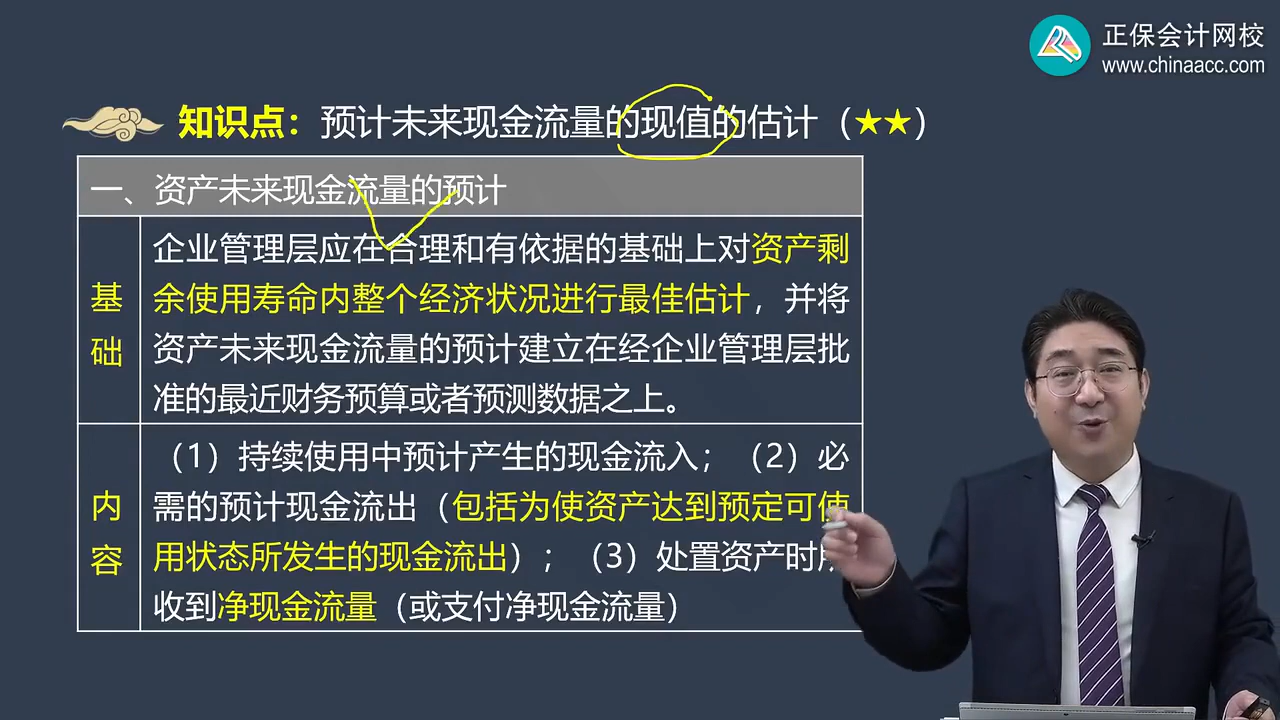 正保会计网校
www.chinaacc.com
知识点：预计未来现金流量的现值的估计（★★）
一、资产未来现金流量的预计
基础
企业管理层应在合理和有依据的基础上对资产剩
余使用寿命内整个经济状况进行最佳估计，并将
资产未来现金流量的预计建立在经企业管理层批
准的最近财务预算或者预测数据之上。
内容
（1）持续使用中预计产生的现金流入；（2）必
需的预计现金流出（包括为使资产达到预定可使
用状态所发生的现金流出）；（3）处置资产时
收到净现金流量（或支付净现金流量）